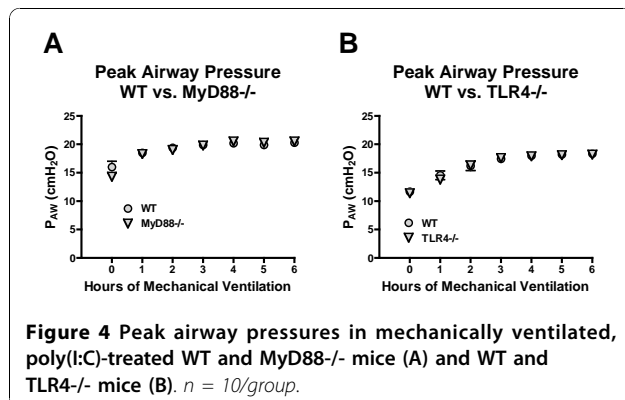 A
Peak Airway Pressure
WT vs. MyD88-/-
25
20
15
10
5
0
P_AW (cmH2O)
WT
MyD88-/-
0 1 2 3 4 5 6
Hours of Mechanical Ventilation
B
Peak Airway Pressure
WT vs. TLR4-/-
25
20
15
10
5
0
P_AW (cmH2O)
WT
TLR4-/-
0 1 2 3 4 5 6
Hours of Mechanical Ventilation
Figure 4 Peak airway pressures in mechanically ventilated,
poly(I:C)-treated WT and MyD88-/- mice (A) and WT and
TLR4-/- mice (B). n = 10/group.